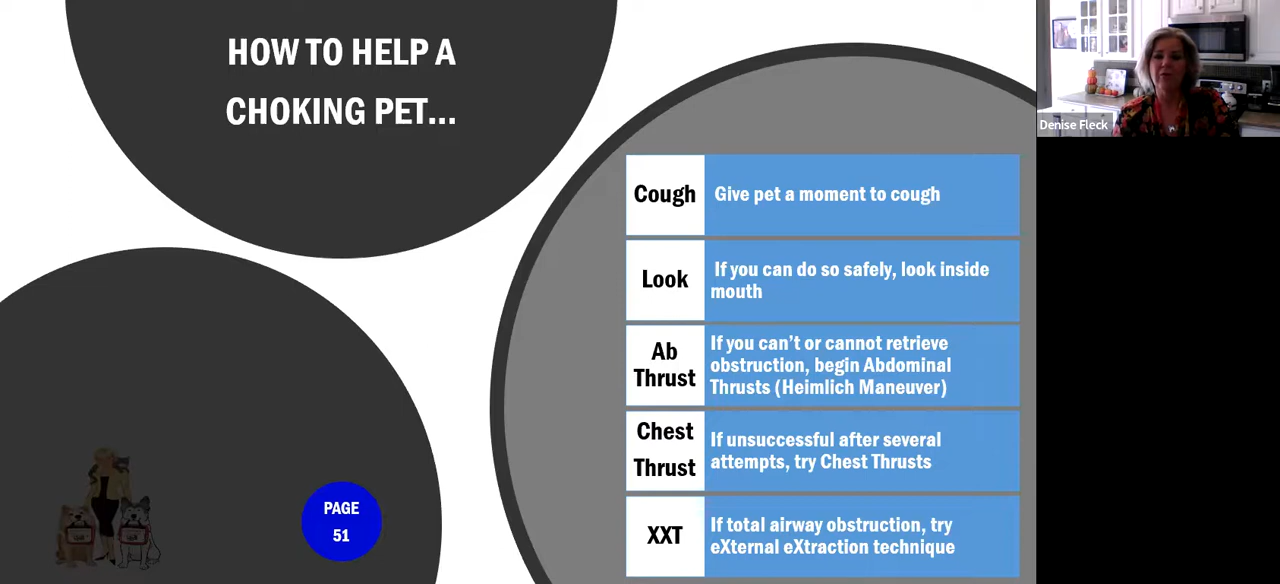 HOW TO HELP A
CHOKING PET...
Denise Fleck
Cough
Give pet a moment to cough
Look
If you can do so safely, look inside
mouth
Ab
Thrust
If you can't or cannot retrieve
obstruction, begin Abdominal
Thrusts (Heimlich Maneuver)
Chest
Thrust
If unsuccessful after several
attempts, try Chest Thrusts
XXT
If total airway obstruction, try
eXternal eXtraction technique
PAGE
51